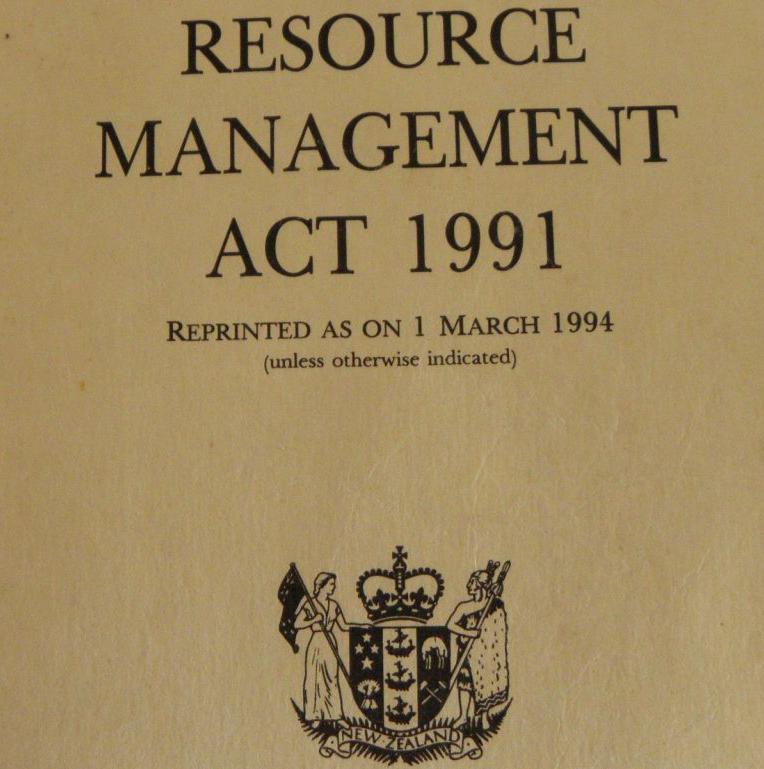 RESOURCE
MANAGEMENT
ACT 1991
REPRINTED AS ON 1 MARCH 1994
(unless otherwise indicated)
NEW ZEALAND